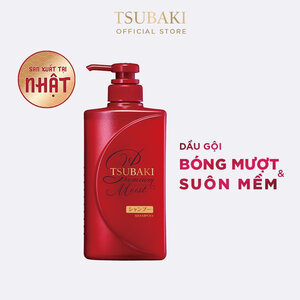 TSUBAKI
OFFICIAL STORE
SẢN XUẤT TẠI
NHẬT
TSUBAKI
Premium
Moist
シャンプー
SHAMPOO
DẦU GỘI
BÓNG MƯỢT
&
SUÔN MỀM